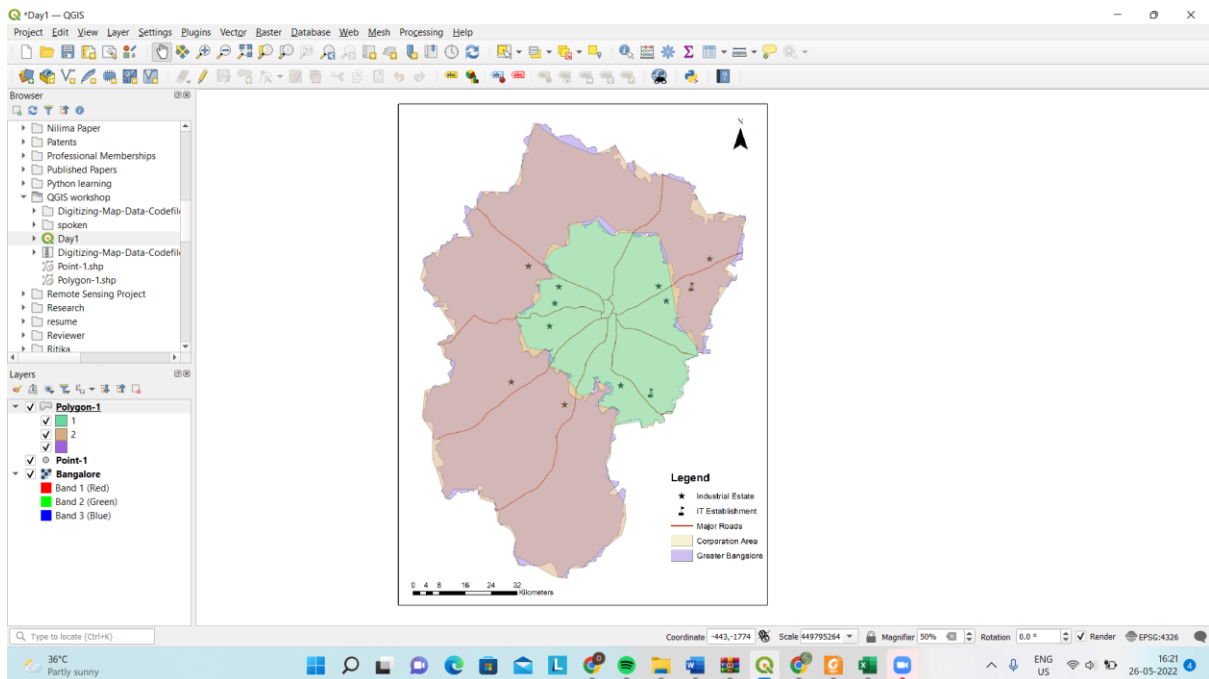 *Day1 — QGIS
Project Edit View Layer Settings Plugins Vector Raster Database Web Mesh Processing Help
Browser
Nilima Paper
Patents
Professional Memberships
Published Papers
Python learning
QGIS workshop
Digitizing-Map-Data-Codefil
spoken
Day1
Digitizing-Map-Data-Codefil
Point-1.shp
Polygon-1.shp
Remote Sensing Project
Research
resume
Reviewer
Ritika
Layers
Polygon-1
1
2
Point-1
Bangalore
Band 1 (Red)
Band 2 (Green)
Band 3 (Blue)
N
Legend
Industrial Estate
IT Establishment
Major Roads
Corporation Area
Greater Bangalore
0 4 8 16 24 32
Kilometers
Type to locate (Ctrl+K) Coordinate -443,-1774 Scale 449795264 Magnifier 50% Rotation 0.0 ° Render EPSG:4326
36°C
Partly sunny
ENG
US
16:21
26-05-2022
4